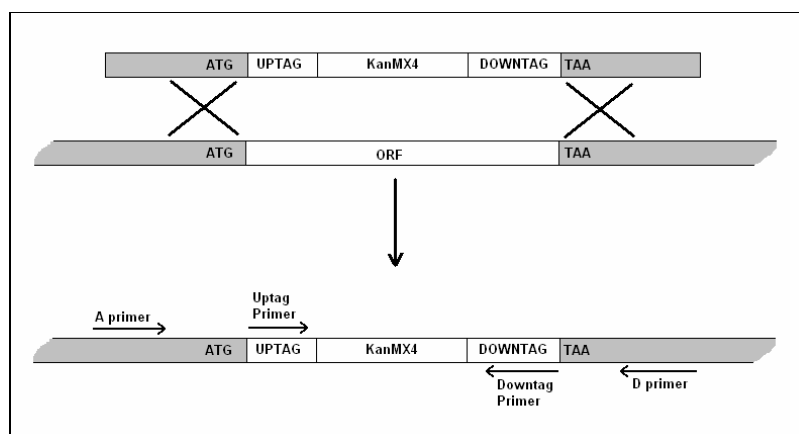 ATG UPTAG KanMX4 DOWNTAG TAA
ATG ORF TAA
A primer
Uptag
Primer
ATG UPTAG KanMX4 DOWNTAG TAA
Downtag
Primer
D primer